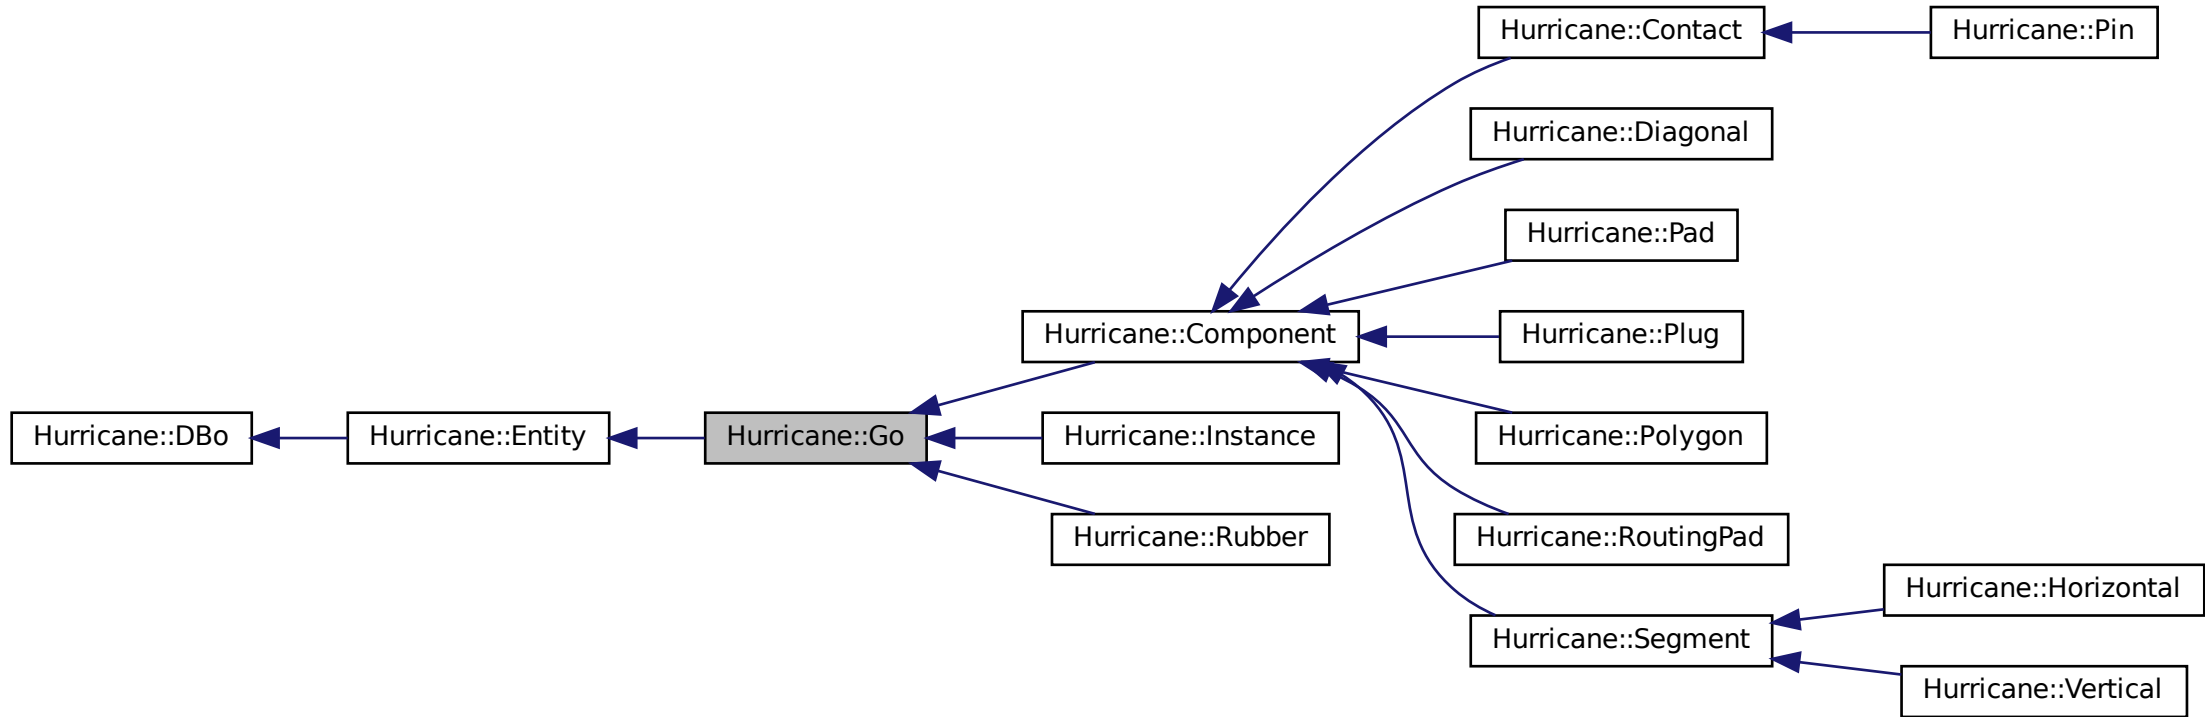 Hurricane::Contact
Hurricane::Pin
Hurricane::Diagonal
Hurricane::Pad
Hurricane::Component
Hurricane::Plug
Hurricane::DBo
Hurricane::Entity
Hurricane::Go
Hurricane::Instance
Hurricane::Polygon
Hurricane::Rubber
Hurricane::RoutingPad
Hurricane::Horizontal
Hurricane::Segment
Hurricane::Vertical